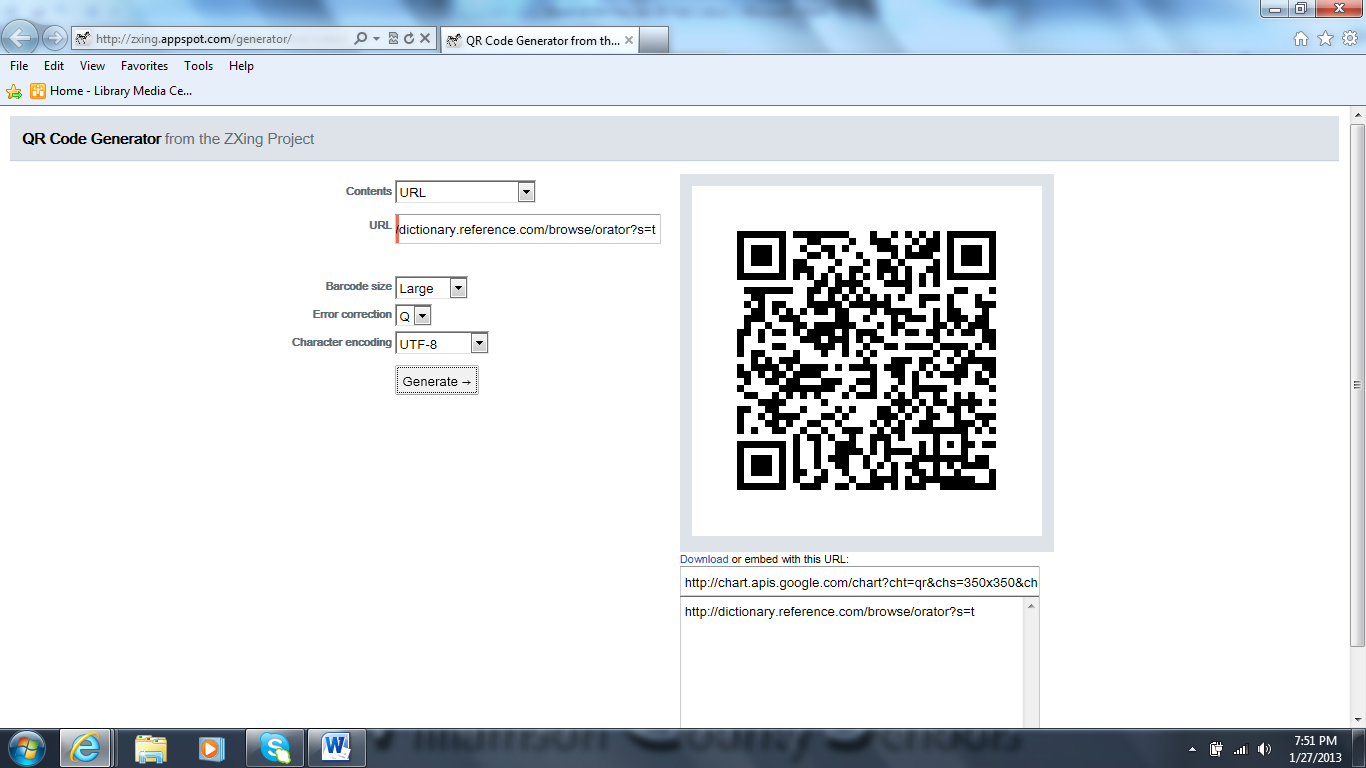 http://zxing.appspot.com/generator/
QR Code Generator from th...
File Edit View Favorites Tools Help
Home - Library Media Ce...
QR Code Generator from the ZXing Project
Contents URL
URL /dictionary.reference.com/browse/orator?s=t
Barcode size Large
Error correction Q
Character encoding UTF-8
Generate →
Download or embed with this URL:
http://chart.apis.google.com/chart?cht=qr&chs=350x350&ch
http://dictionary.reference.com/browse/orator?s=t
7:51 PM
1/27/2013